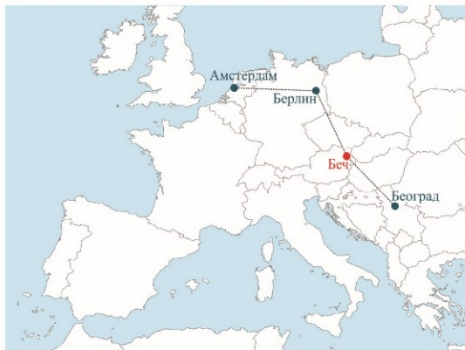 Амстердам
Берлин
Беч
Београд